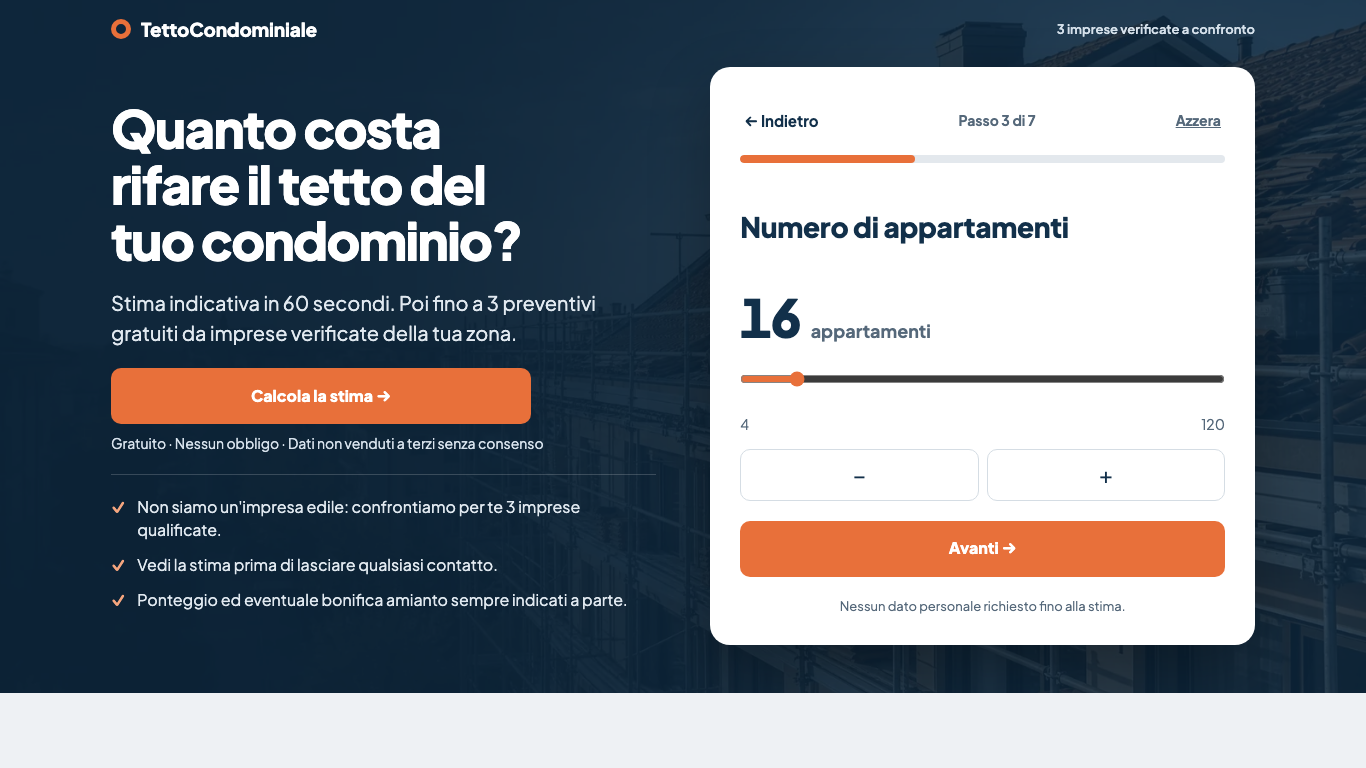 TettoCondominiale
3 imprese verificate a confronto
Quanto costa
rifare il tetto del
tuo condominio?
Stima indicativa in 60 secondi. Poi fino a 3 preventivi
gratuiti da imprese verificate della tua zona.
Calcola la stima →
Gratuito · Nessun obbligo · Dati non venduti a terzi senza consenso
Non siamo un'impresa edile: confrontiamo per te 3 imprese
qualificate.
Vedi la stima prima di lasciare qualsiasi contatto.
Ponteggio ed eventuale bonifica amianto sempre indicati a parte.
← Indietro
Passo 3 di 7
Azzera
Numero di appartamenti
16 appartamenti
4
120
−
+
Avanti →
Nessun dato personale richiesto fino alla stima.